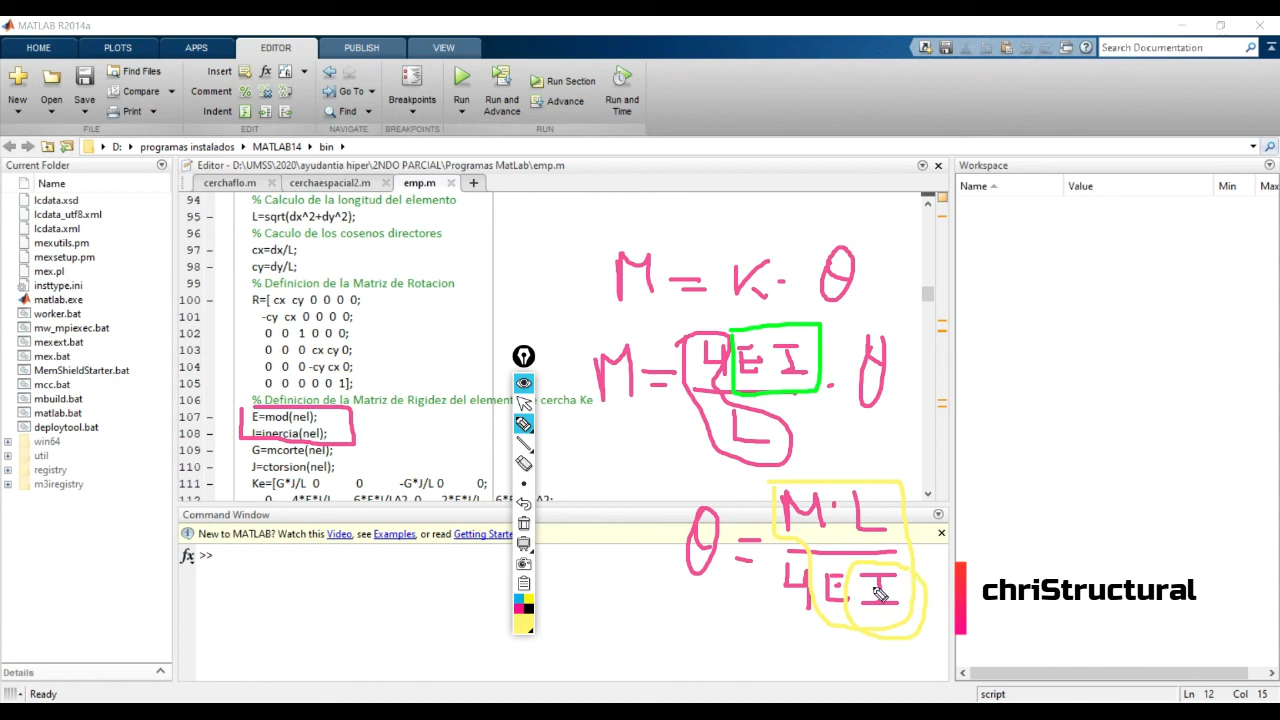 MATLAB R2014a
HOME PLOTS APPS EDITOR PUBLISH VIEW Search Documentation
New Open Save Find Files Compare Print Insert Comment Indent fx Go To Find Breakpoints Run Run and Advance Run Section Advance Run and Time
FILE EDIT NAVIGATE BREAKPOINTS RUN
D: programas instalados MATLAB14 bin
Current Folder
Name
lcdata.xsd
lcdata_utf8.xml
lcdata.xml
mexutils.pm
mexsetup.pm
mex.pl
insttype.ini
matlab.exe
worker.bat
mw_mpiexec.bat
mexext.bat
mex.bat
MemShieldStarter.bat
mcc.bat
mbuild.bat
matlab.bat
deploytool.bat
win64
util
registry
m3iregistry
Details
Editor - D:\UMSS\2020\ayudantia hiper\2NDO PARCIAL\Programas MatLab\emp.m
cerchaflo.m cerchaespacial2.m emp.m
94 % Calculo de la longitud del elemento
95 L=sqrt(dx^2+dy^2);
96 % Caculo de los cosenos directores
97 cx=dx/L;
98 cy=dy/L;
99 % Definicion de la Matriz de Rotacion
100 R=[ cx cy 0 0 0 0;
101 -cy cx 0 0 0 0;
102 0 0 1 0 0 0;
103 0 0 0 cx cy 0;
104 0 0 0 -cy cx 0;
105 0 0 0 0 0 1];
106 % Definicion de la Matriz de Rigidez del element e cercha Ke
107 E=mod(nel);
108 I=inercia(nel);
109 G=mcorte(nel);
110 J=ctorsion(nel);
111 Ke=[G*J/L 0 0 -G*J/L 0 0;
M = K · θ
M = 4EI · θ
L
θ = M·L
4EI
Command Window
New to MATLAB? Watch this Video, see Examples, or read Getting Starte
fx >>
Workspace
Name Value Min Max
chriStructural
Ready script Ln 12 Col 15